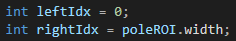 int leftIdx = 0;
int rightIdx = poleROI.width;